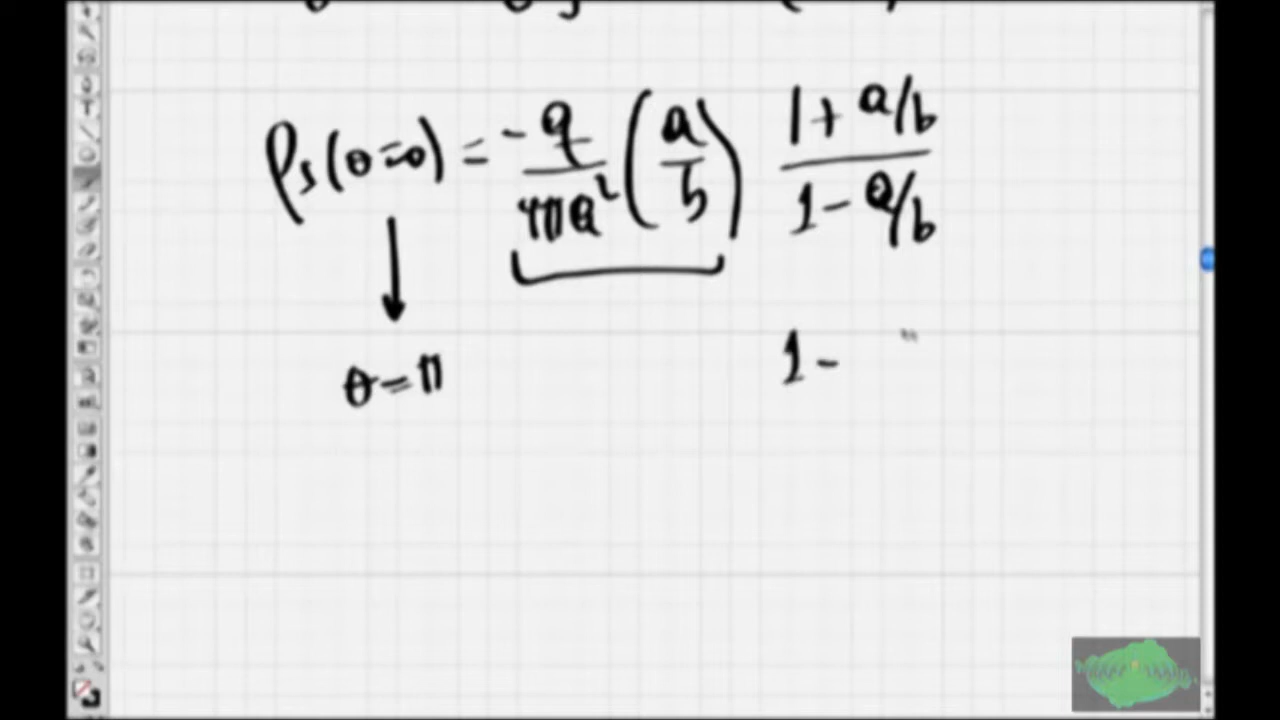 ρs(θ=0) = -q/4πa² (a/b) 1 + a/b / 1 - a/b
θ = π 1 - "